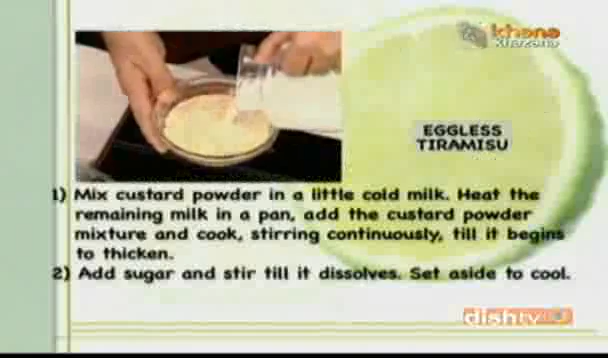 khana
khazana
EGGLESS
TIRAMISU
1) Mix custard powder in a little cold milk. Heat the
remaining milk in a pan, add the custard powder
mixture and cook, stirring continuously, till it begins
to thicken.
2) Add sugar and stir till it dissolves. Set aside to cool.
dishtv